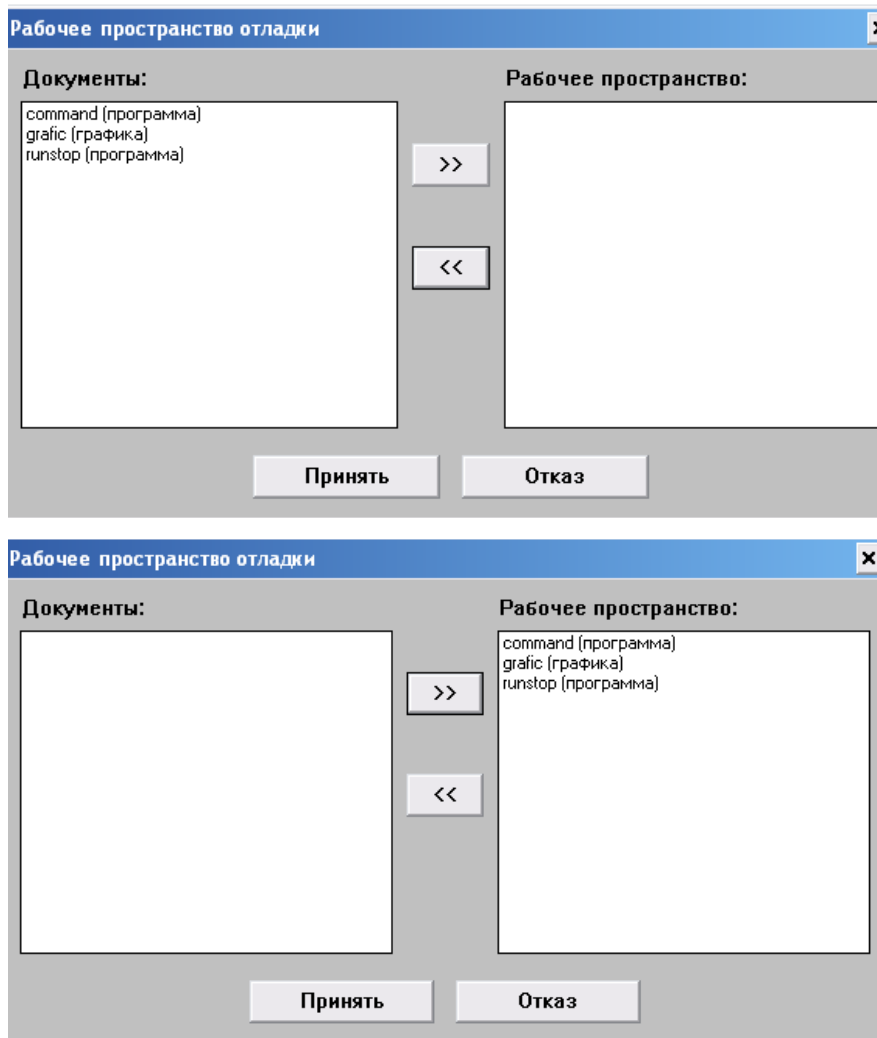 Рабочее пространство отладки
Документы:
Рабочее пространство:
command (программа)
grafic (графика)
runstop (программа)
>>
<<
Принять
Отказ
Рабочее пространство отладки
Документы:
Рабочее пространство:
command (программа)
grafic (графика)
runstop (программа)
>>
<<
Принять
Отказ